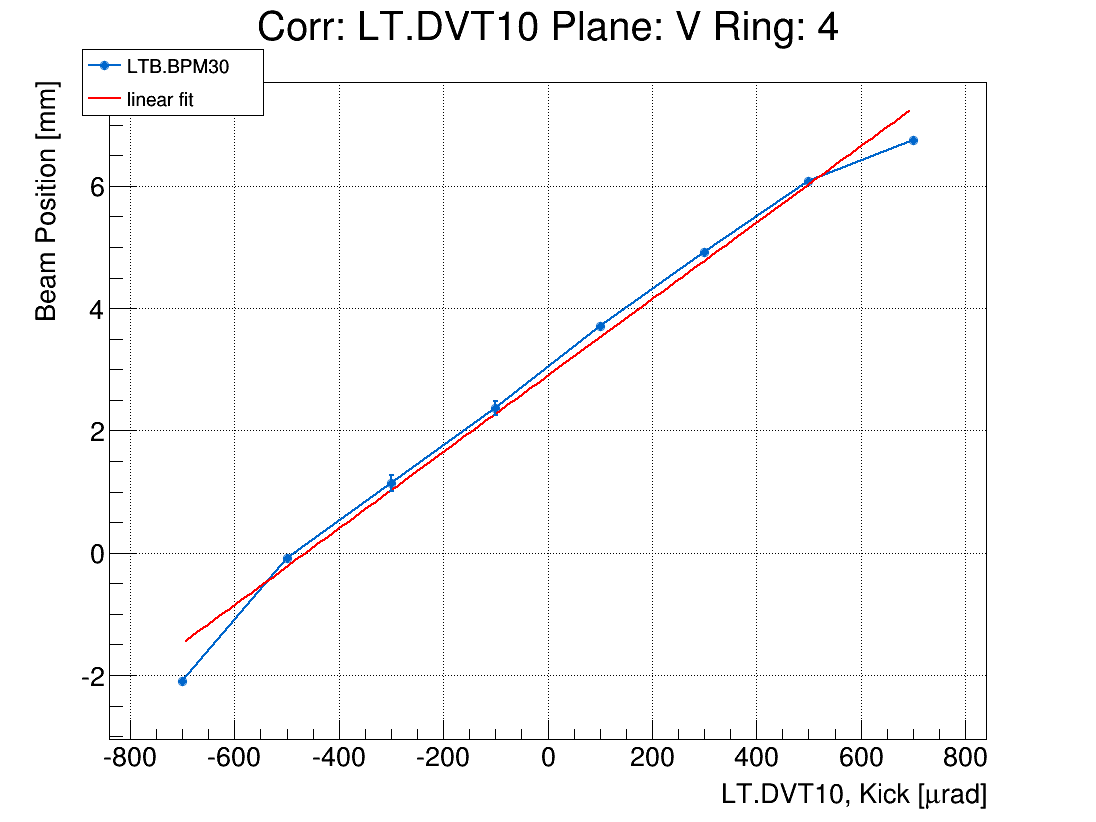 Corr: LT.DVT10 Plane: V Ring: 4
LTB.BPM30
linear fit
Beam Position [mm]
6
4
2
0
-2
-800 -600 -400 -200 0 200 400 600 800
LT.DVT10, Kick [μrad]